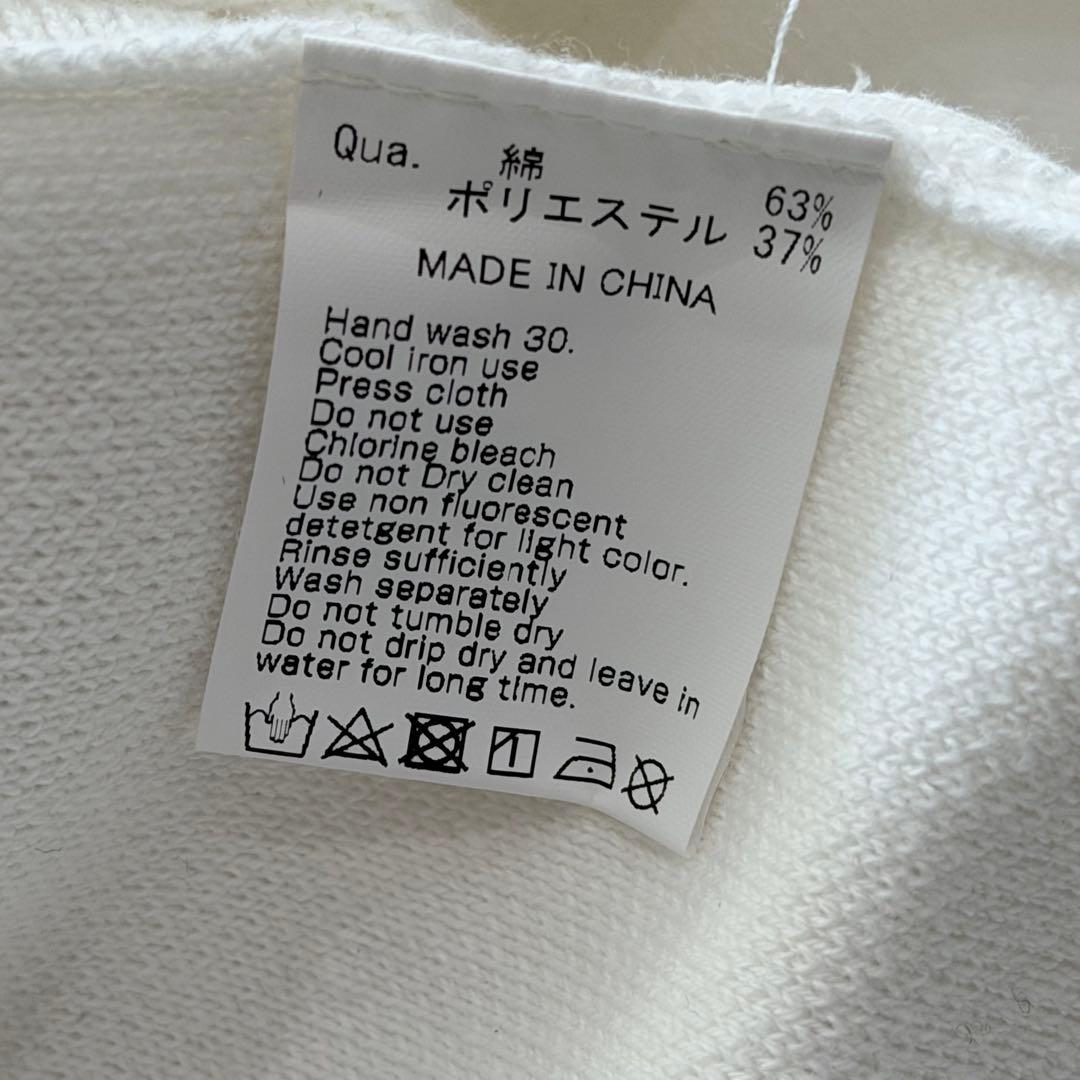 Qua. 綿 63%
ポリエステル 37%
MADE IN CHINA
Hand wash 30.
Cool iron use
Press cloth
Do not use
Chlorine bleach
Do not Dry clean
Use non fluorescent
detetgent for light color.
Rinse sufficiently
Wash separately
Do not tumble dry
Do not drip dry and leave in
water for long time.